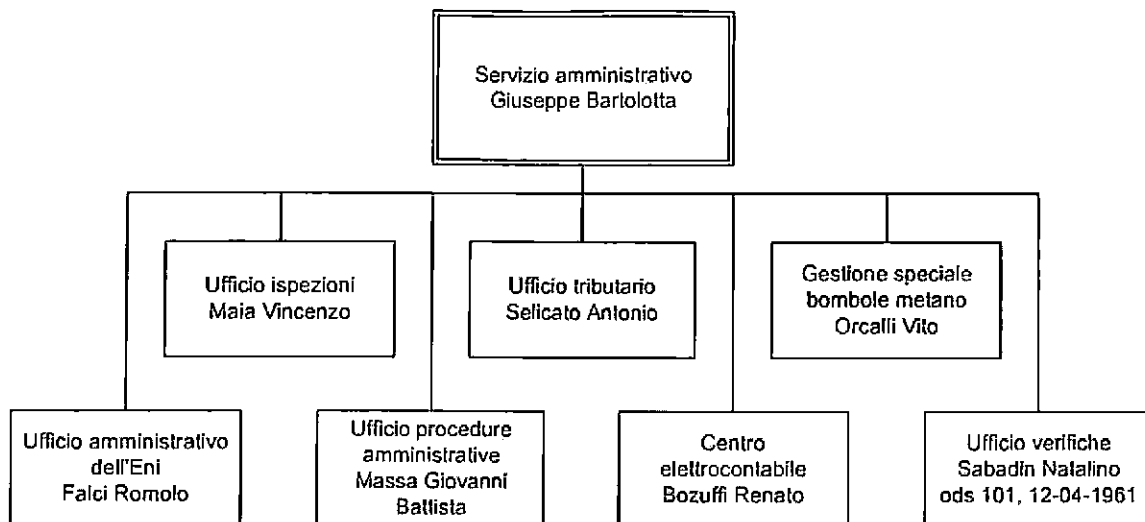 Servizio amministrativo
Giuseppe Bartolotta
Ufficio ispezioni
Maia Vincenzo
Ufficio tributario
Selicato Antonio
Gestione speciale
bombole metano
Orcalli Vito
Ufficio amministrativo
dell'Eni
Falci Romolo
Ufficio procedure
amministrative
Massa Giovanni
Battista
Centro
elettrocontabile
Bozuffi Renato
Ufficio verifiche
Sabadin Natalino
ods 101, 12-04-1961